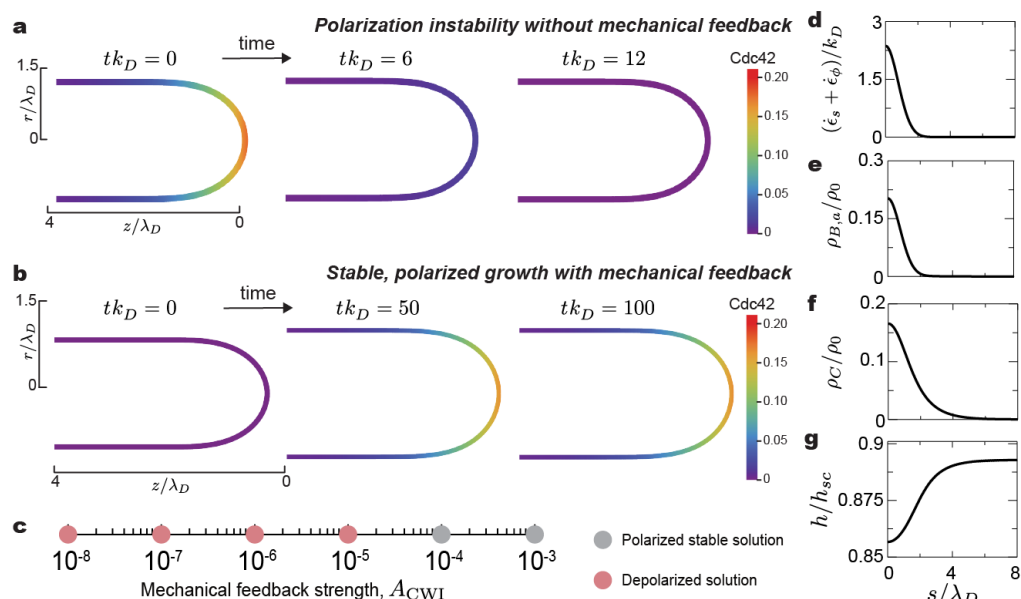 a
Polarization instability without mechanical feedback
tk_D = 0
time
tk_D = 6
tk_D = 12
Cdc42
1.5
r/λ_D
0
0.20
0.15
0.10
0.05
0
4
z/λ_D
0
b
Stable, polarized growth with mechanical feedback
tk_D = 0
time
tk_D = 50
tk_D = 100
Cdc42
1.5
r/λ_D
0
0.20
0.15
0.10
0.05
0
4
z/λ_D
0
c
10^-8
10^-7
10^-6
10^-5
10^-4
10^-3
Mechanical feedback strength, A_CWI
Polarized stable solution
Depolarized solution
d
3
1.5
0
(ϵ̇_s + ϵ̇_ϕ)/k_D
e
0.3
0.15
0
ρ_B,a/ρ_0
f
0.2
0.1
0
ρ_C/ρ_0
g
0.9
0.875
0.85
h/h_sc
0
4
8
s/λ_D